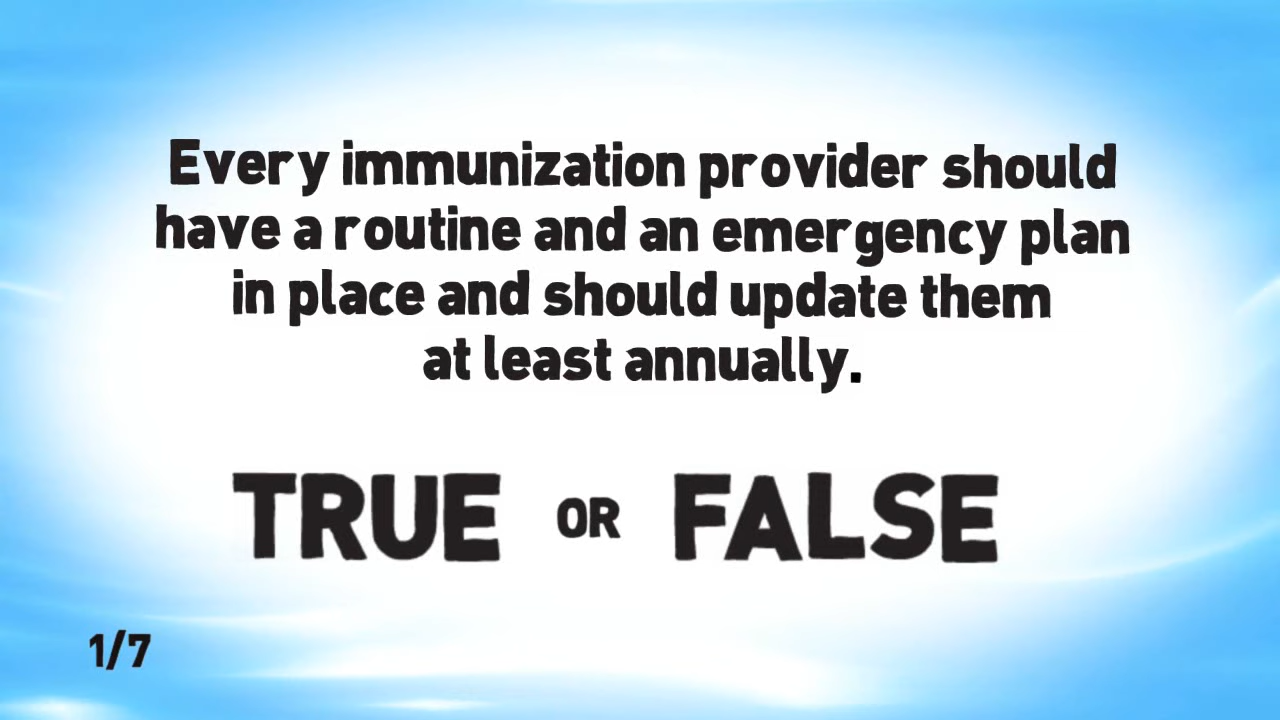 Every immunization provider should
have a routine and an emergency plan
in place and should update them
at least annually.
TRUE OR FALSE
1/7